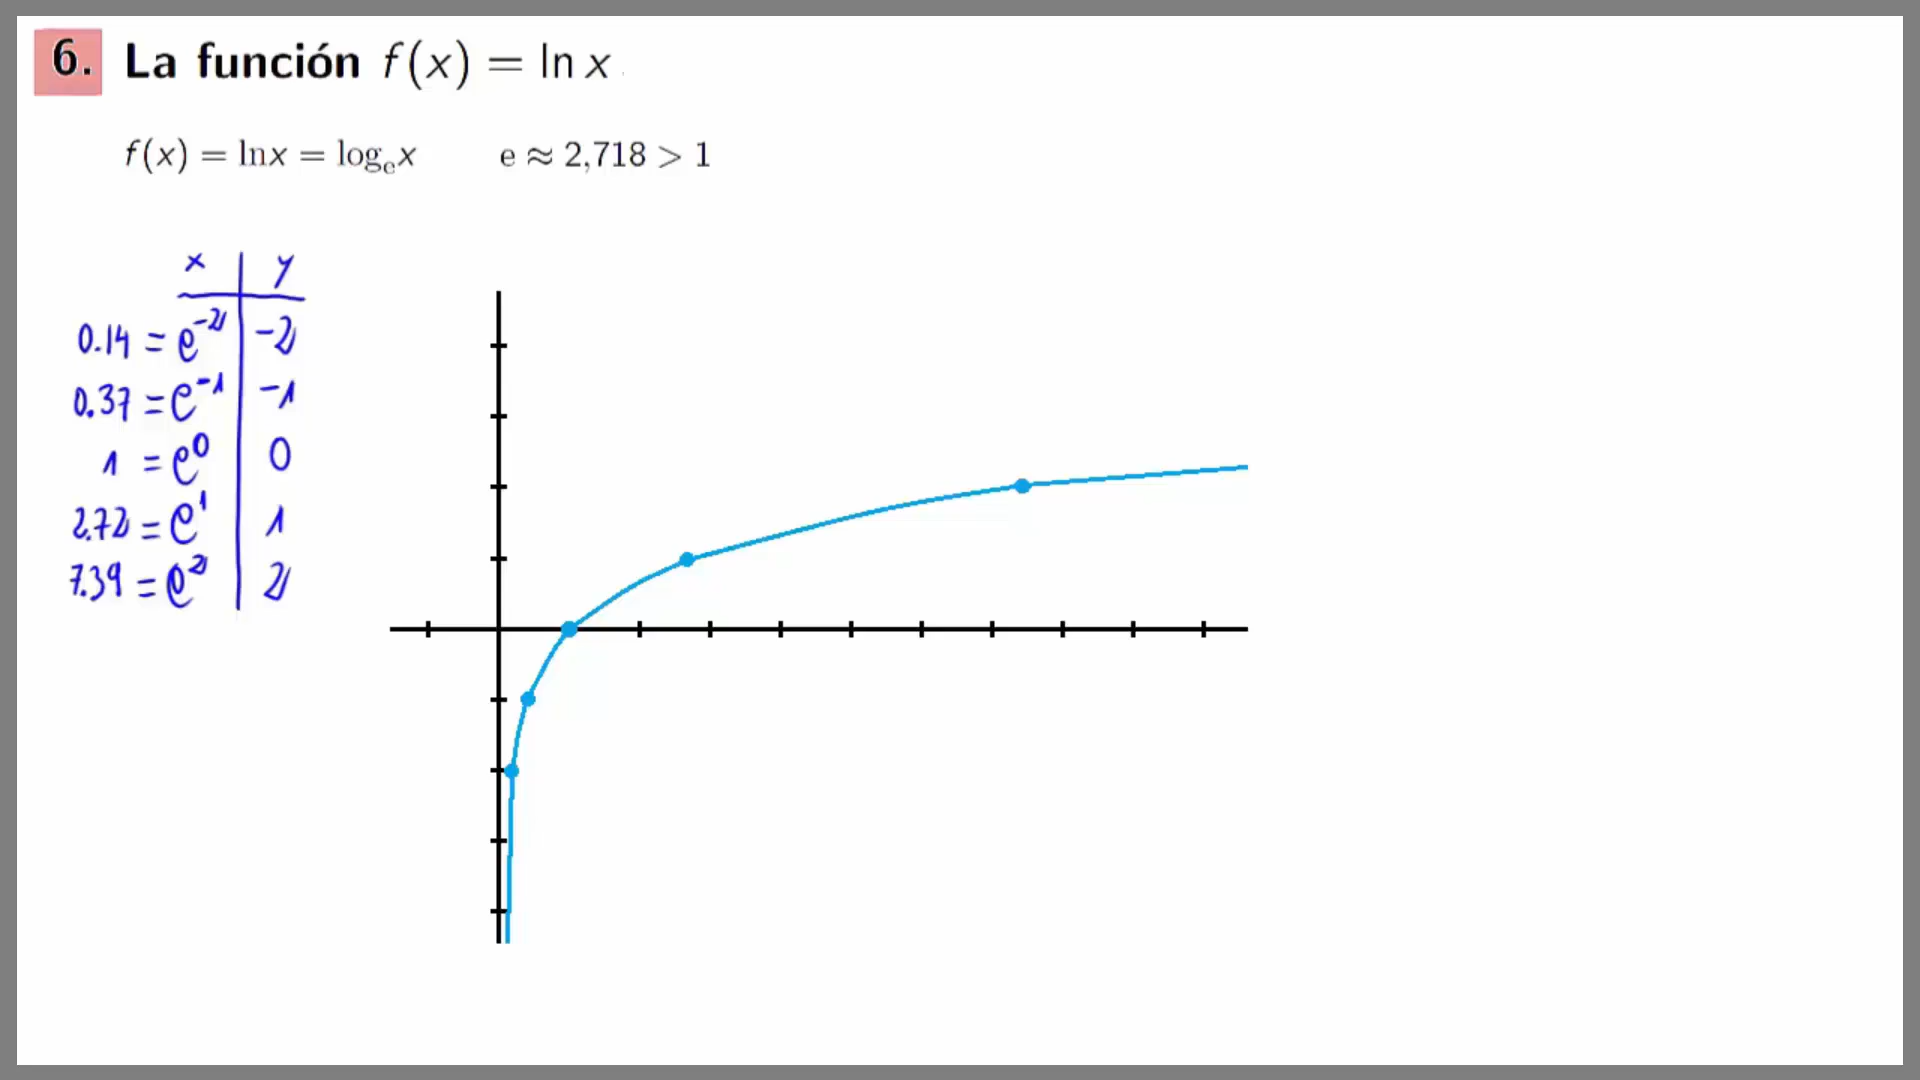 6. La función f(x) = ln x
f(x) = lnx = logₑx e ≈ 2,718 > 1
x y
0.14 = e⁻² -2
0.37 = e⁻¹ -1
1 = e⁰ 0
2.72 = e¹ 1
7.39 = e² 2